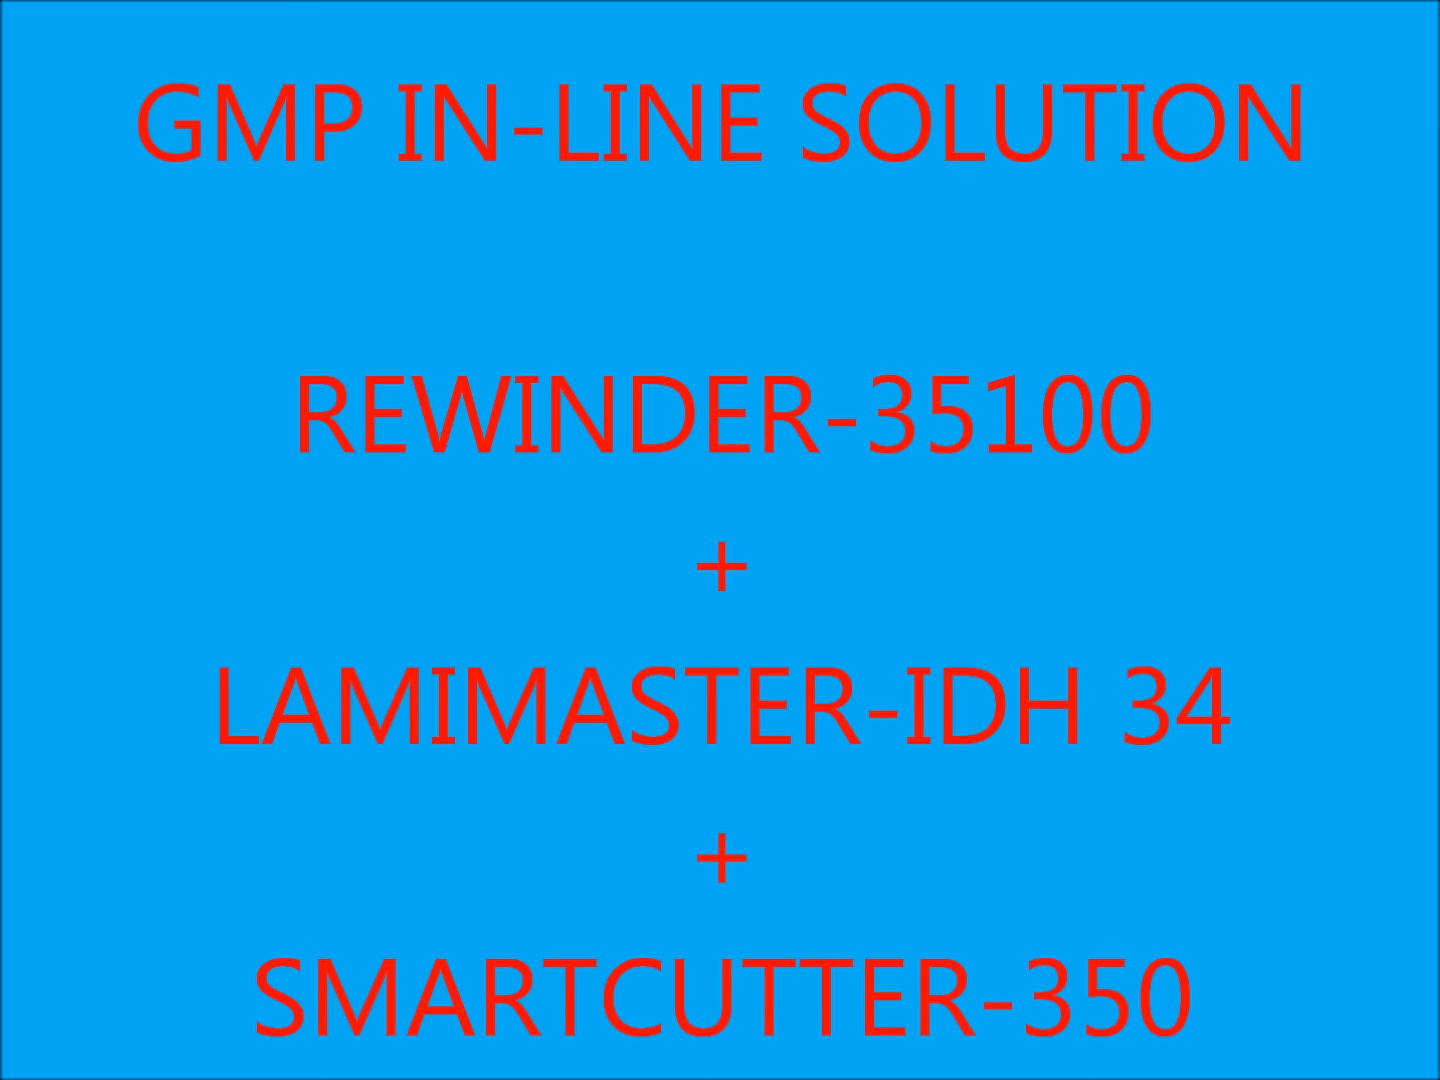 GMP IN-LINE SOLUTION
REWINDER-35100
+
LAMIMASTER-IDH 34
+
SMARTCUTTER-350